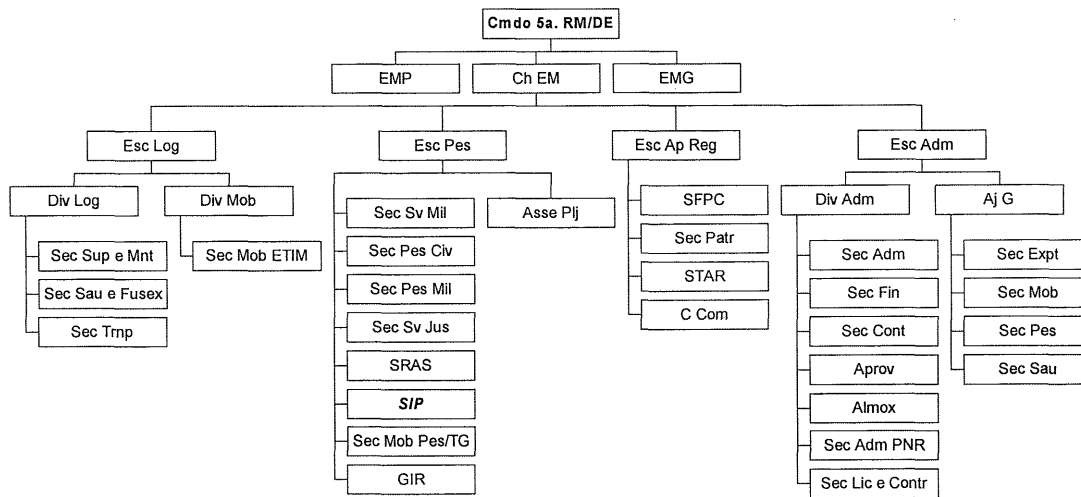 Cmdo 5a. RM/DE
EMP
Ch EM
EMG
Esc Log
Esc Pes
Esc Ap Reg
Esc Adm
Div Log
Div Mob
Sec Sup e Mnt
Sec Sau e Fusex
Sec Trnp
Sec Mob ETIM
Sec Sv Mil
Sec Pes Civ
Sec Pes Mil
Sec Sv Jus
SRAS
SIP
Sec Mob Pes/TG
GIR
Asse Plj
SFPC
Sec Patr
STAR
C Com
Div Adm
Aj G
Sec Adm
Sec Fin
Sec Cont
Aprov
Almox
Sec Adm PNR
Sec Lic e Contr
Sec Expt
Sec Mob
Sec Pes
Sec Sau